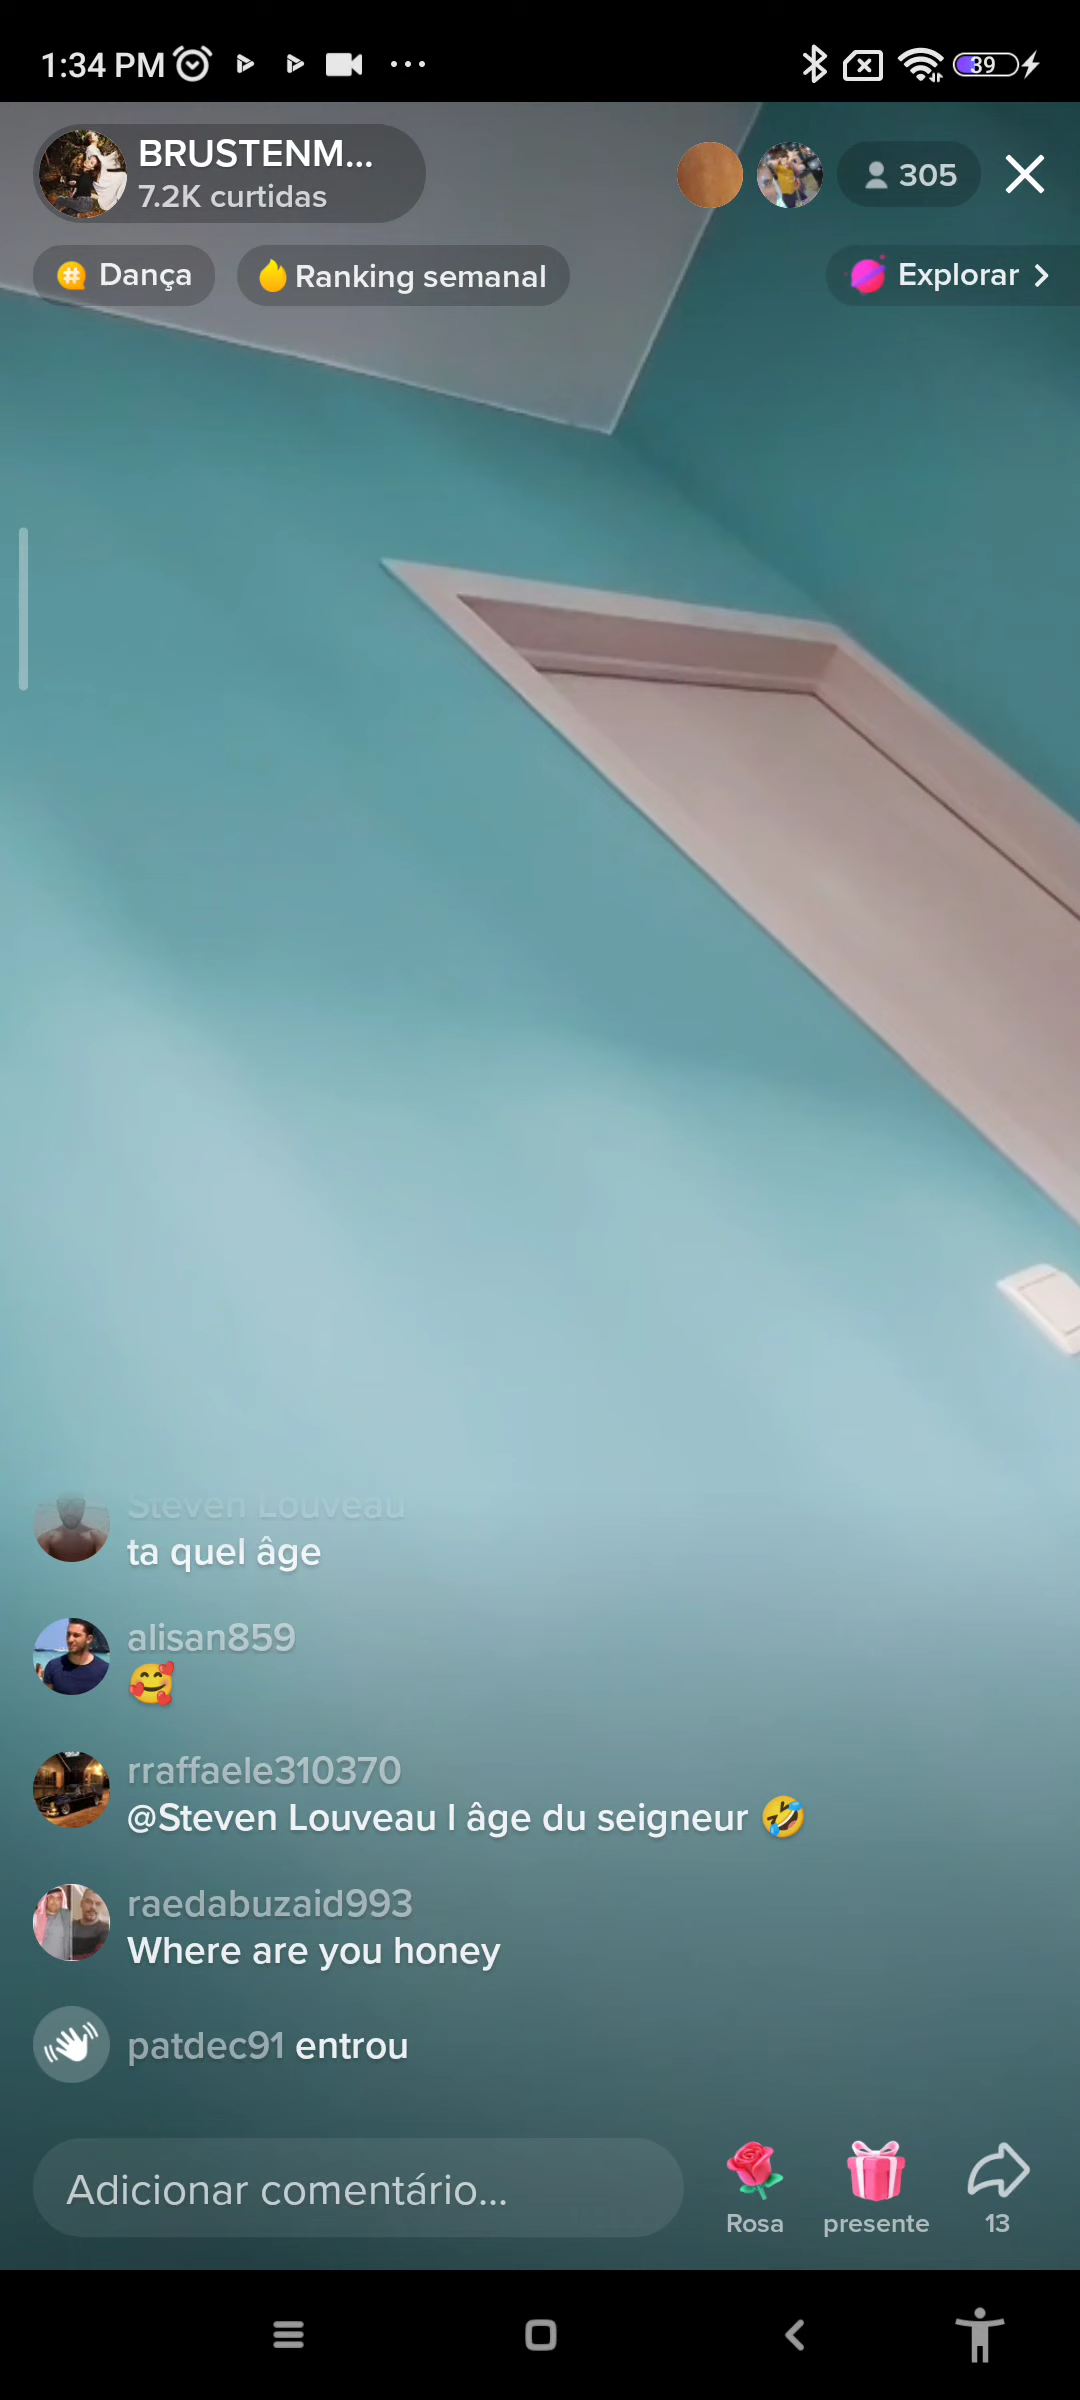 1:34 PM
39
BRUSTENM...
7.2K curtidas
305
Dança
Ranking semanal
Explorar
Steven Louveau
ta quel âge
alisan859
🥰
rraffaele310370
@Steven Louveau l âge du seigneur 🤣
raedabuzaid993
Where are you honey
patdec91 entrou
Adicionar comentário...
Rosa
presente
13